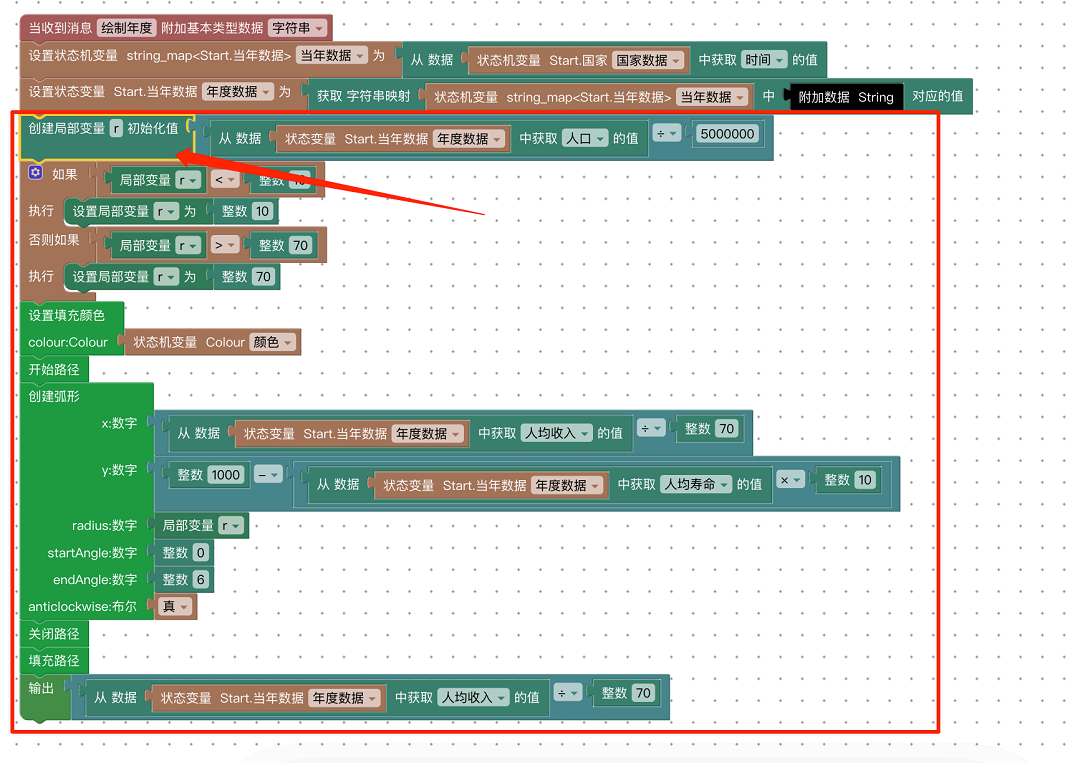 当收到消息 绘制年度 附加基本类型数据 字符串
设置状态机变量 string_map<Start.当年数据> 当年数据 为 从 数据 状态机变量 Start.国家 国家数据 中获取 时间 的值
设置状态变量 Start.当年数据 年度数据 为 获取 字符串映射 状态机变量 string_map<Start.当年数据> 当年数据 中 附加数据 String 对应的值
创建局部变量 r 初始化值 从 数据 状态变量 Start.当年数据 年度数据 中获取 人口 的值 ÷ 5000000
如果 局部变量 r < 整数
执行 设置局部变量 r 为 整数 10
否则如果 局部变量 r > 整数 70
执行 设置局部变量 r 为 整数 70
设置填充颜色
colour:Colour 状态机变量 Colour 颜色
开始路径
创建弧形
x:数字 从 数据 状态变量 Start.当年数据 年度数据 中获取 人均收入 的值 ÷ 整数 70
y:数字 整数 1000 - 从 数据 状态变量 Start.当年数据 年度数据 中获取 人均寿命 的值 × 整数 10
radius:数字 局部变量 r
startAngle:数字 整数 0
endAngle:数字 整数 6
anticlockwise:布尔 真
关闭路径
填充路径
输出 从 数据 状态变量 Start.当年数据 年度数据 中获取 人均收入 的值 ÷ 整数 70